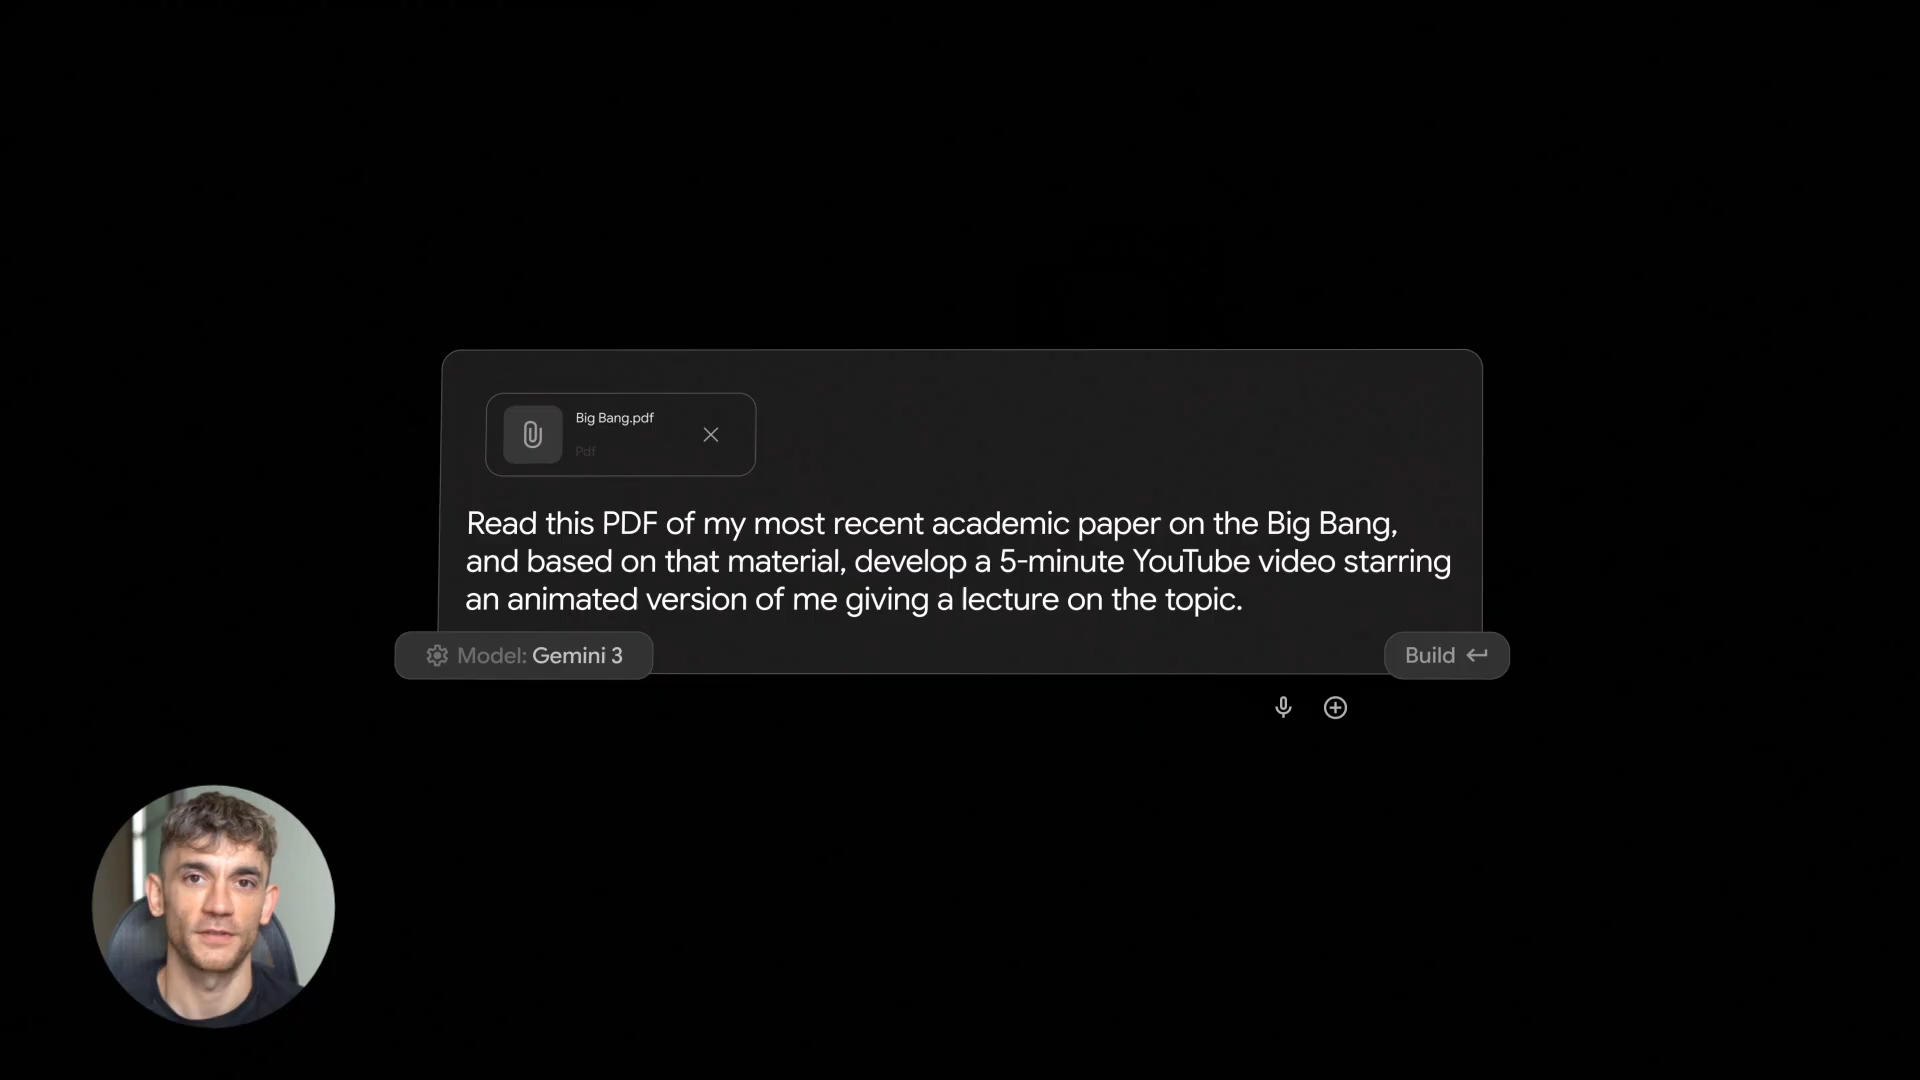 Big Bang.pdf
Pdf
Read this PDF of my most recent academic paper on the Big Bang,
and based on that material, develop a 5-minute YouTube video starring
an animated version of me giving a lecture on the topic.
Model: Gemini 3
Build